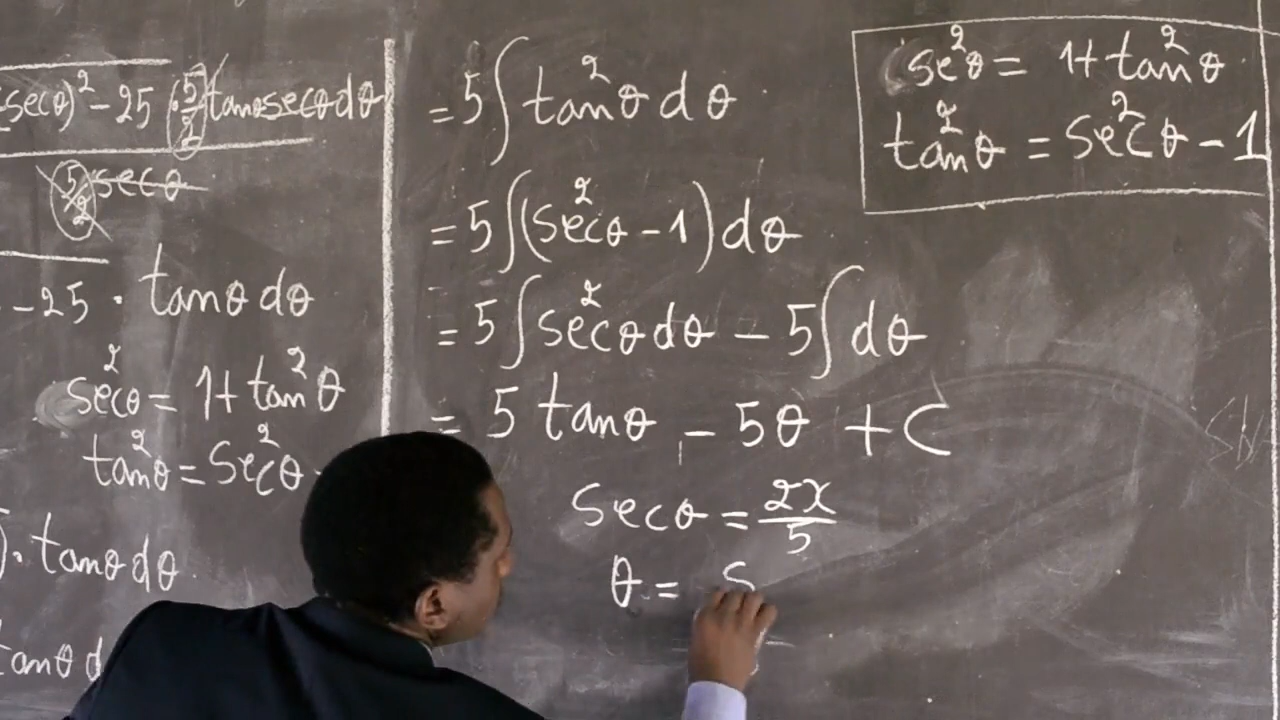 secθ)² - 25 (5/2) tanθ secθ dθ
5/2 secθ
-25 · tanθ dθ
sec²θ = 1+ tan²θ
tan²θ = sec²θ
)· tanθ dθ
tanθ d
= 5∫ tan²θ dθ
= 5∫(sec²θ - 1) dθ
= 5∫ sec²θ dθ - 5∫ dθ
= 5 tanθ - 5θ + C
secθ = 2x/5
θ = S
sec²θ = 1+ tan²θ
tan²θ = sec²θ - 1